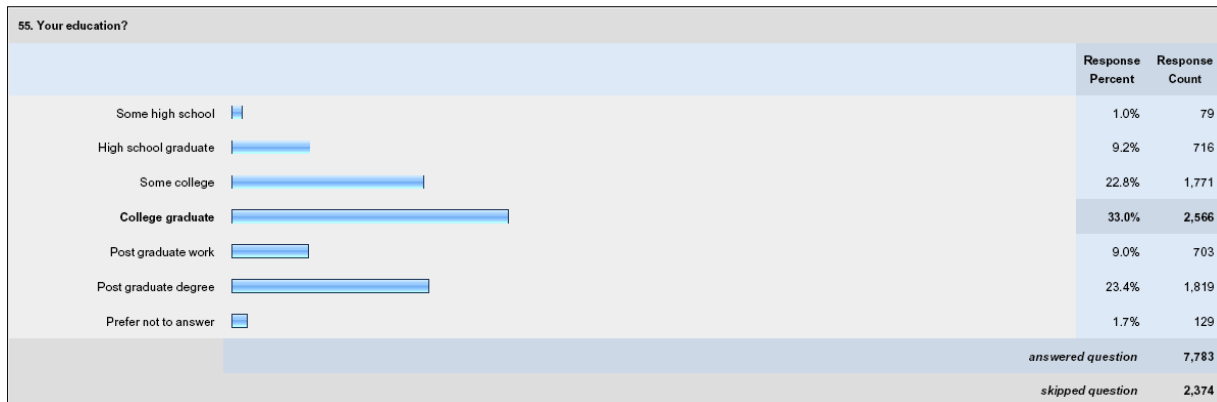 55. Your education?
Response Percent Response Count
Some high school 1.0% 79
High school graduate 9.2% 716
Some college 22.8% 1,771
College graduate 33.0% 2,566
Post graduate work 9.0% 703
Post graduate degree 23.4% 1,819
Prefer not to answer 1.7% 129
answered question 7,783
skipped question 2,374